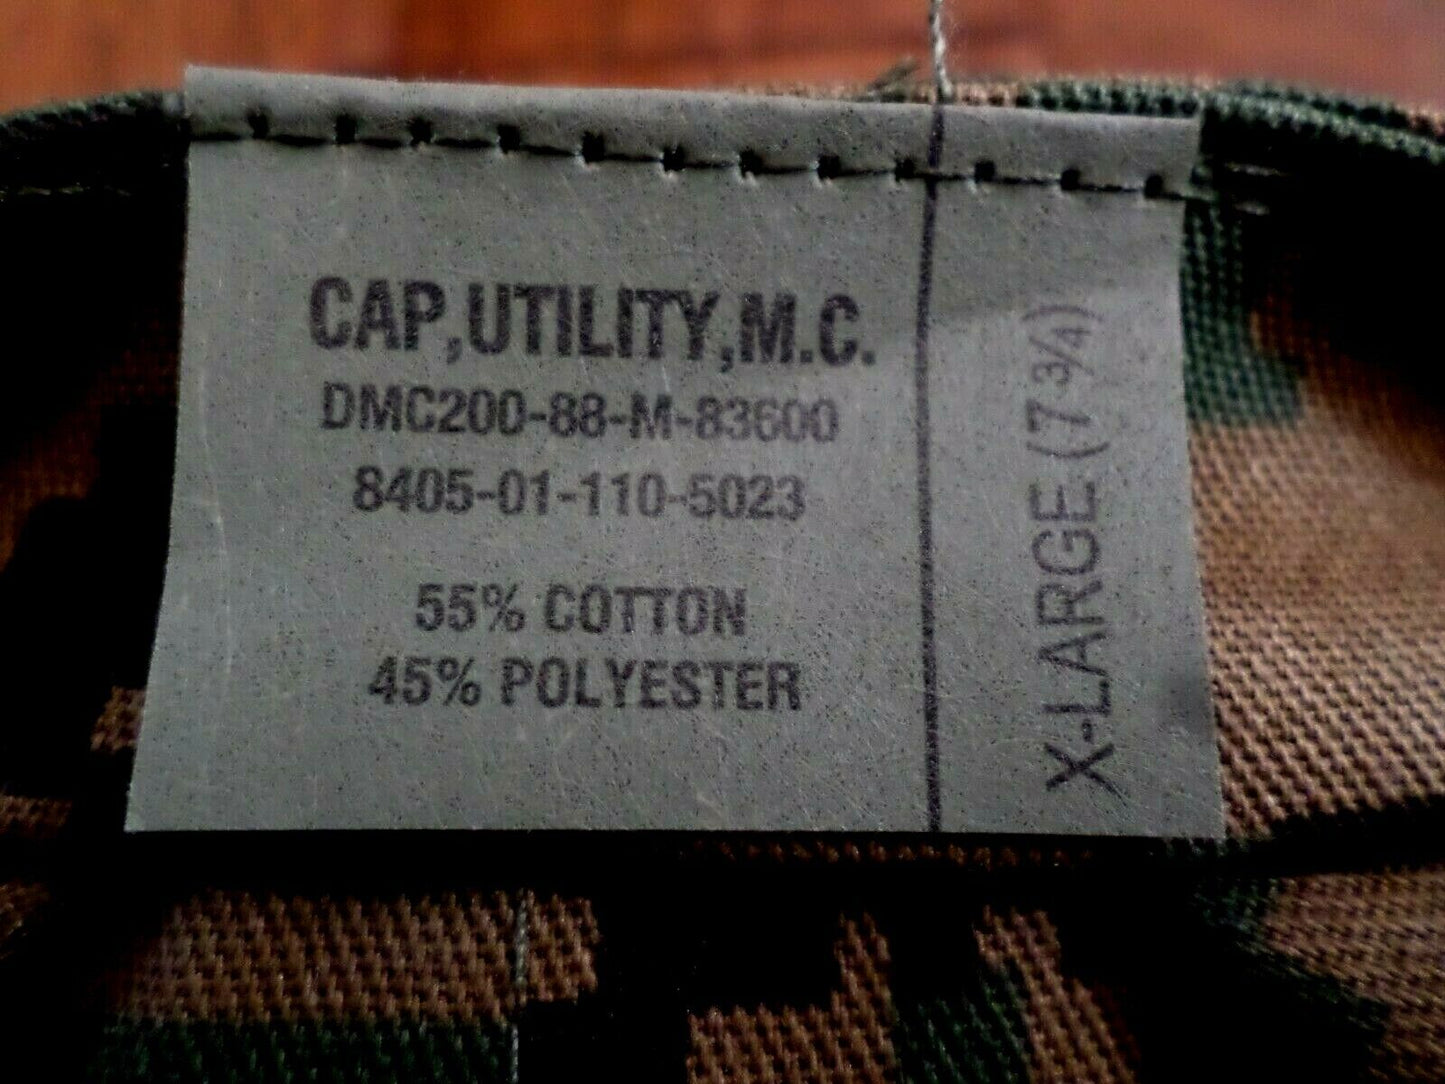 CAP,UTILITY,M.C.
DMC200-88-M-83600
8405-01-110-5023
55% COTTON
45% POLYESTER
X-LARGE (7 ¾)